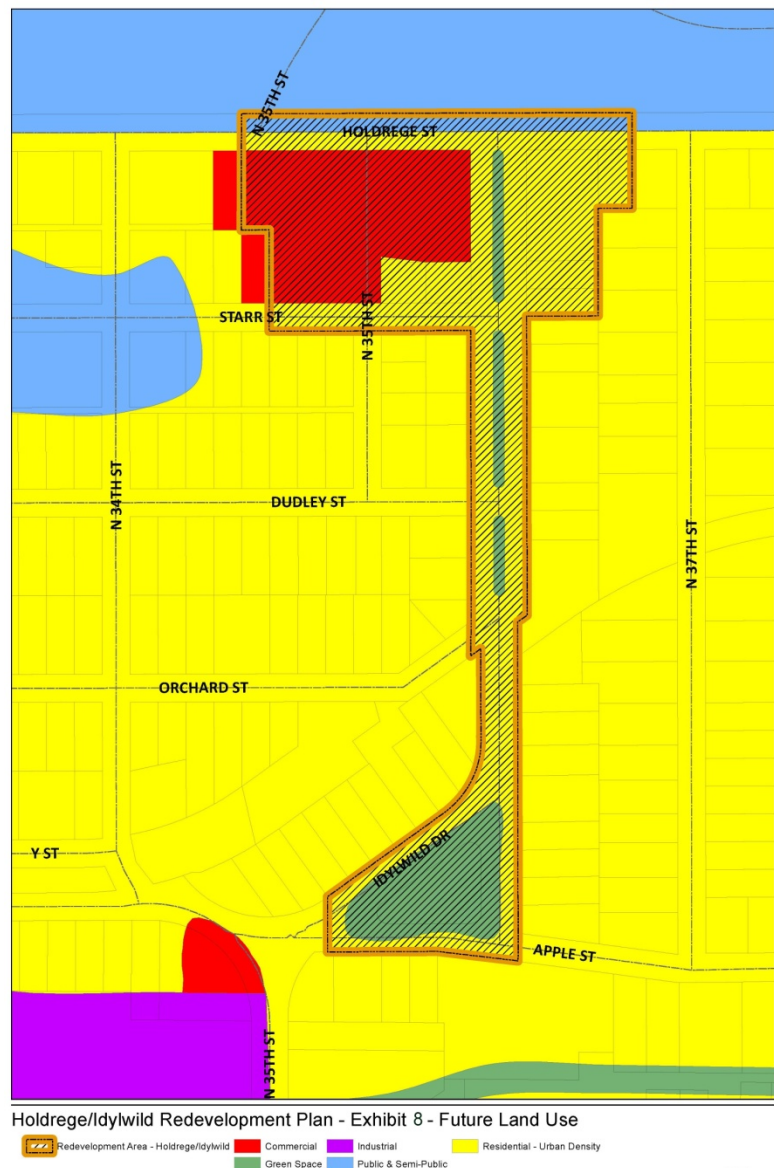 N 35TH ST
HOLDREGE ST
STARR ST
N 35TH ST
N 34TH ST
DUDLEY ST
N 37TH ST
ORCHARD ST
IDYLWILD DR
Y ST
APPLE ST
N 35TH ST
Holdrege/Idylwild Redevelopment Plan - Exhibit 8 - Future Land Use
Redevelopment Area - Holdrege/Idylwild Commercial Industrial Residential - Urban Density
Green Space Public & Semi-Public